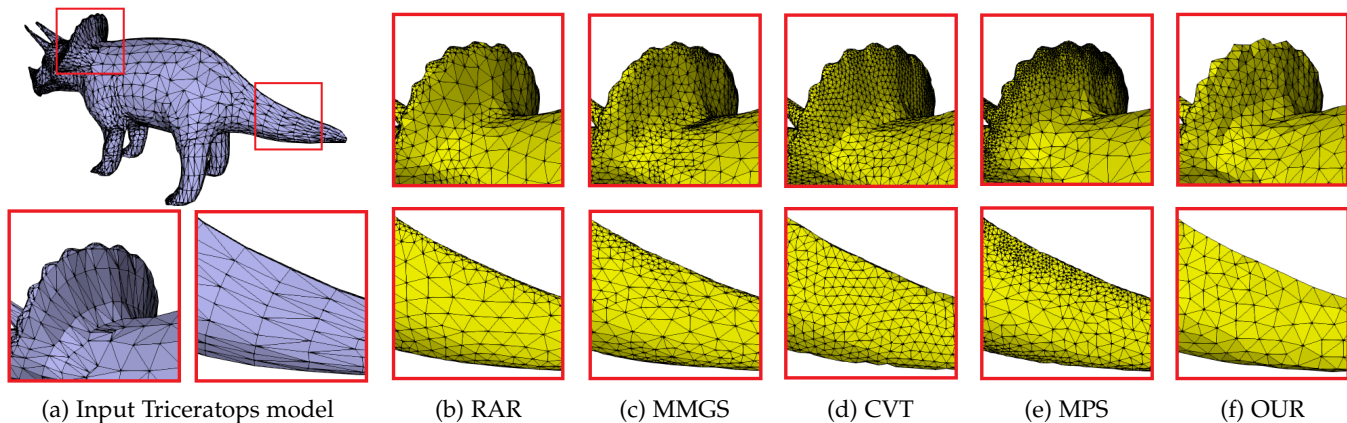 (a) Input Triceratops model
(b) RAR
(c) MMGS
(d) CVT
(e) MPS
(f) OUR